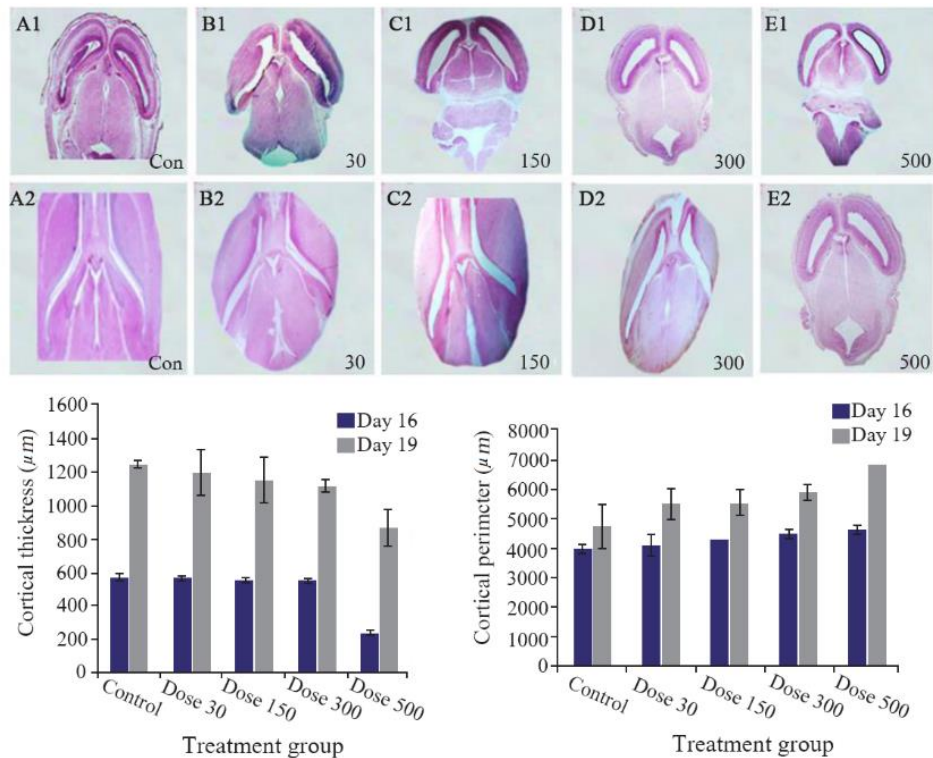 A1
Con
B1
30
C1
150
D1
300
E1
500
A2
Con
B2
30
C2
150
D2
300
E2
500
1600
1400
1200
1000
800
600
400
200
0
Cortical thickress (µm)
Day 16
Day 19
Control
Dose 30
Dose 150
Dose 300
Dose 500
Treatment group
8000
7000
6000
5000
4000
3000
2000
1000
0
Cortical perimeter (µm)
Day 16
Day 19
Control
Dose 30
Dose 150
Dose 300
Dose 500
Treatment group